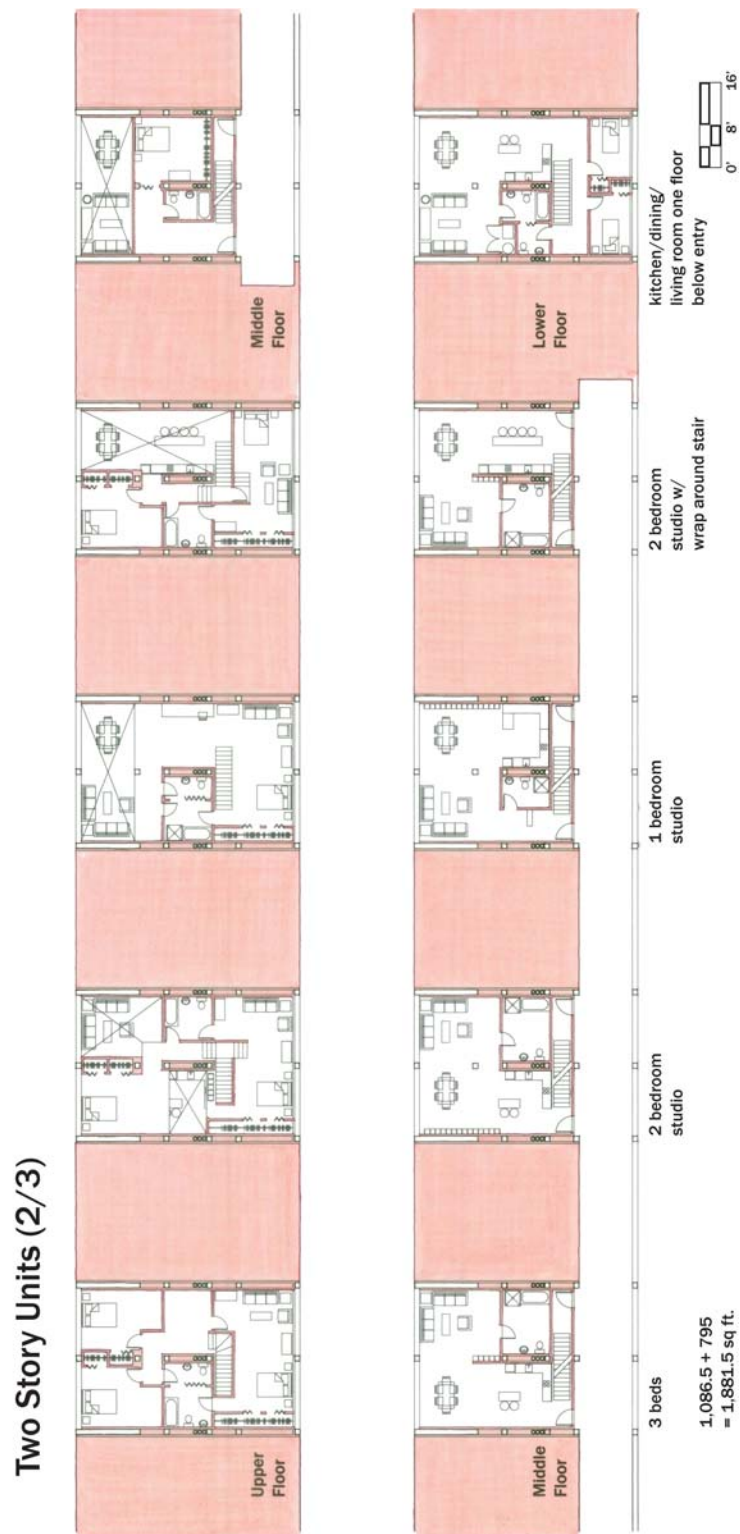 Two Story Units (2/3)
Upper
Floor
Middle
Floor
Middle
Floor
Lower
Floor
3 beds
2 bedroom
studio
1 bedroom
studio
2 bedroom
studio w/
wrap around stair
kitchen/dining/
living room one floor
below entry
1,086.5 + 795
= 1,881.5 sq ft.
0' 8' 16'